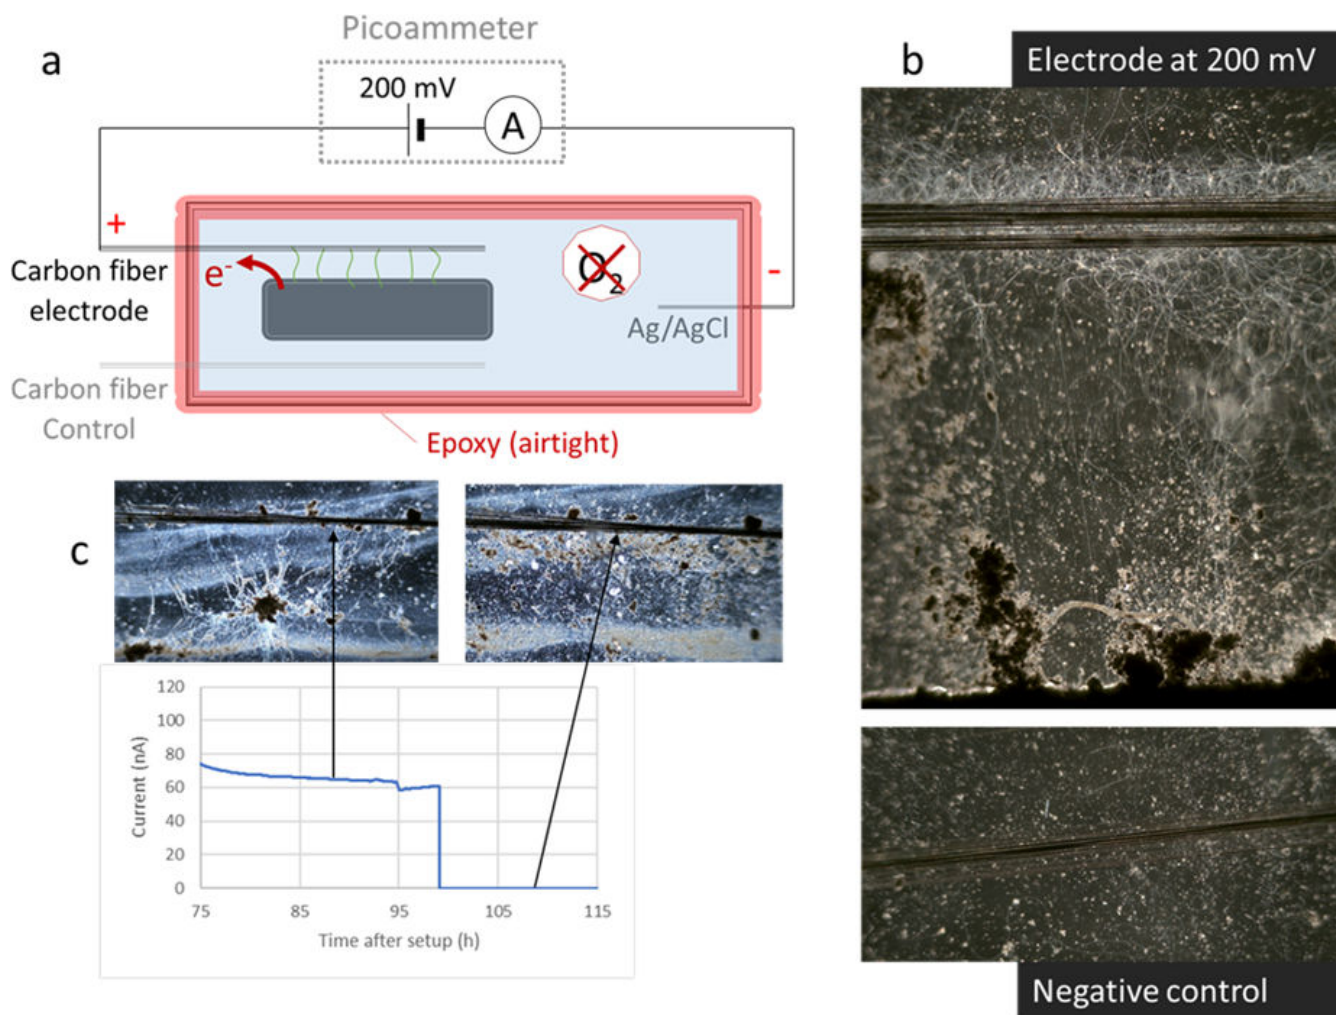 a
Picoammeter
200 mV
A
+
Carbon fiber
electrode
e-
O2
-
Ag/AgCl
Carbon fiber
Control
Epoxy (airtight)
b
Electrode at 200 mV
Negative control
c
120
100
80
60
40
20
0
Current (nA)
75
85
95
105
115
Time after setup (h)